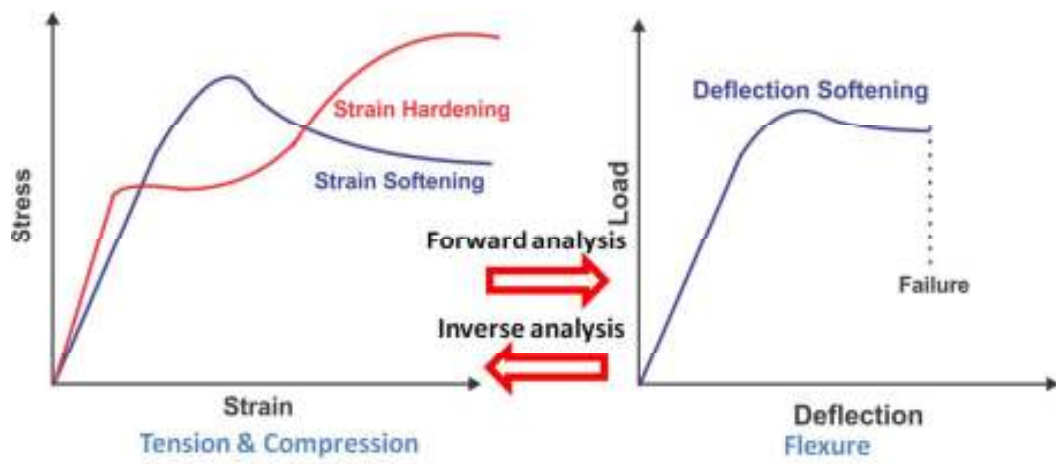 Stress
Strain Hardening
Strain Softening
Strain
Tension & Compression
Forward analysis
Inverse analysis
Load
Deflection Softening
Failure
Deflection
Flexure